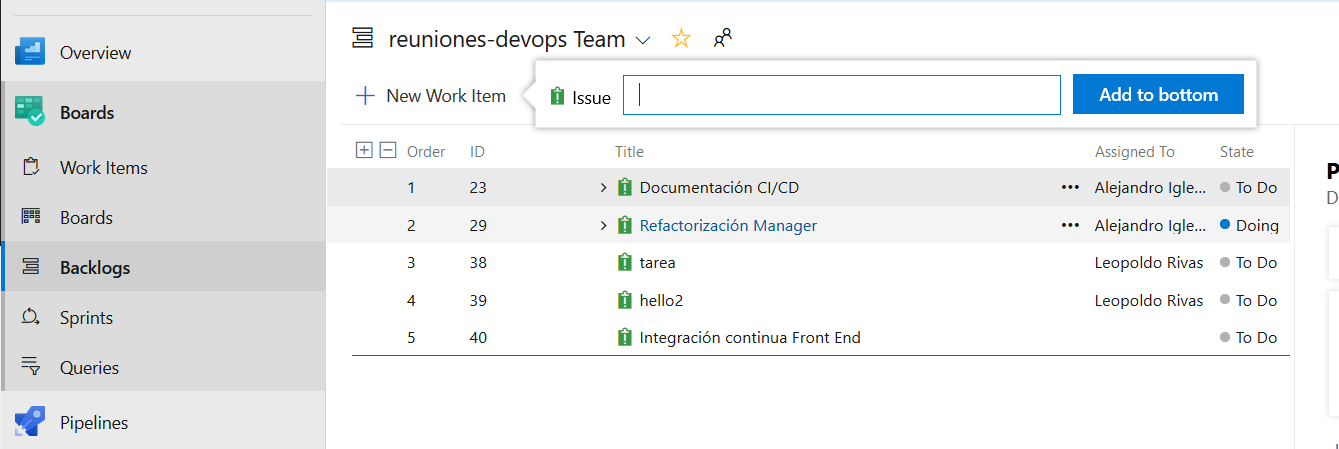 Overview
Boards
Work Items
Boards
Backlogs
Sprints
Queries
Pipelines
reuniones-devops Team
New Work Item
Issue
Add to bottom
Order ID Title Assigned To State
1 23 Documentación CI/CD ••• Alejandro Igle... To Do
2 29 Refactorización Manager ••• Alejandro Igle... Doing
3 38 tarea Leopoldo Rivas To Do
4 39 hello2 Leopoldo Rivas To Do
5 40 Integración continua Front End To Do